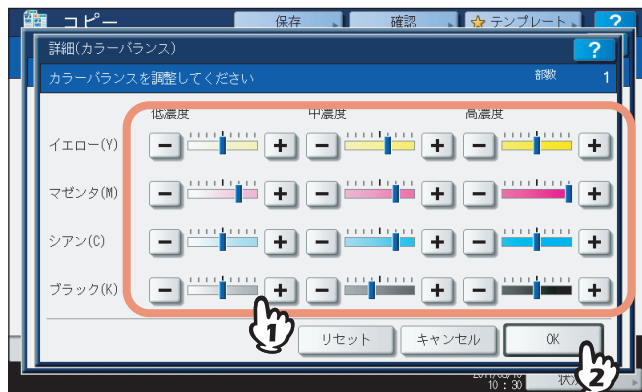 コピー 保存 確認 テンプレート ?
詳細(カラーバランス) ?
カラーバランスを調整してください 部数 1
低濃度 中濃度 高濃度
イエロー(Y) − + − + − +
マゼンタ(M) − + − + − +
シアン(C) − + − + − +
ブラック(K) − + − + − +
1
リセット キャンセル OK
2
10:30